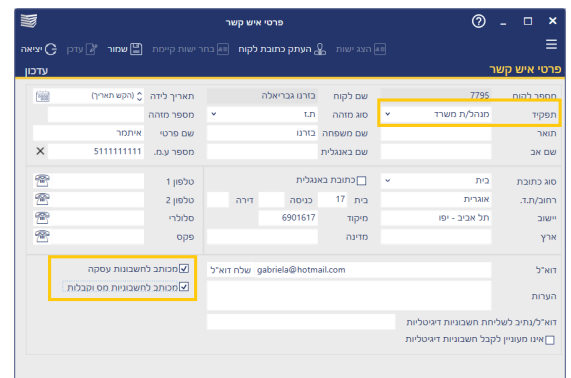 פרטי איש קשר
הצג ישות העתק כתובת לקוח בחר ישות קיימת שמור עדכן יציאה
פרטי איש קשר עדכון
מספר לקוח 7795 שם לקוח בזרנו גבריאלה תאריך לידה (הקש תאריך)
תפקיד מנהל/ת משרד סוג מזהה ת.ז מספר מזהה
תואר שם משפחה בזרנו שם פרטי איתמר
שם אב שם באנגלית מספר ע.מ. 5111111111
סוג כתובת בית כתובת באנגלית טלפון 1
רחוב/ת.ד. אוגרית בית 17 כניסה דירה טלפון 2
יישוב תל אביב - יפו מיקוד 6901617 סלולרי
ארץ מדינה פקס
דוא"ל gabriela@hotmail.com שלח דוא"ל מכותב לחשבונות עסקה
הערות מכותב לחשבוניות מס וקבלות
דוא"ל/נתיב לשליחת חשבוניות דיגיטליות
אינו מעוניין לקבל חשבוניות דיגיטליות